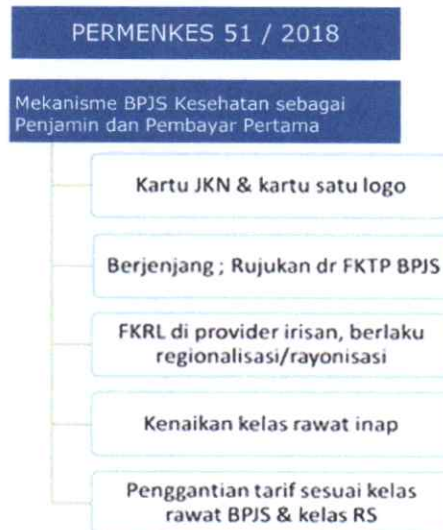 PERMENKES 51 / 2018
Mekanisme BPJS Kesehatan sebagai
Penjamin dan Pembayar Pertama
Kartu JKN & kartu satu logo
Berjenjang ; Rujukan dr FKTP BPJS
FKRL di provider irisan, berlaku
regionalisasi/rayonisasi
Kenaikan kelas rawat inap
Penggantian tarif sesuai kelas
rawat BPJS & kelas RS